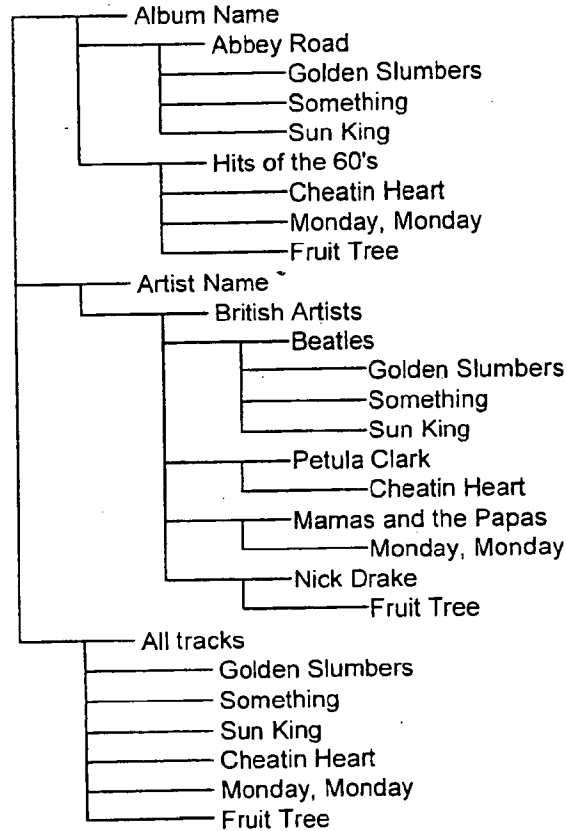 Album Name
Abbey Road
Golden Slumbers
Something
Sun King
Hits of the 60's
Cheatin Heart
Monday, Monday
Fruit Tree
Artist Name
British Artists
Beatles
Golden Slumbers
Something
Sun King
Petula Clark
Cheatin Heart
Mamas and the Papas
Monday, Monday
Nick Drake
Fruit Tree
All tracks
Golden Slumbers
Something
Sun King
Cheatin Heart
Monday, Monday
Fruit Tree